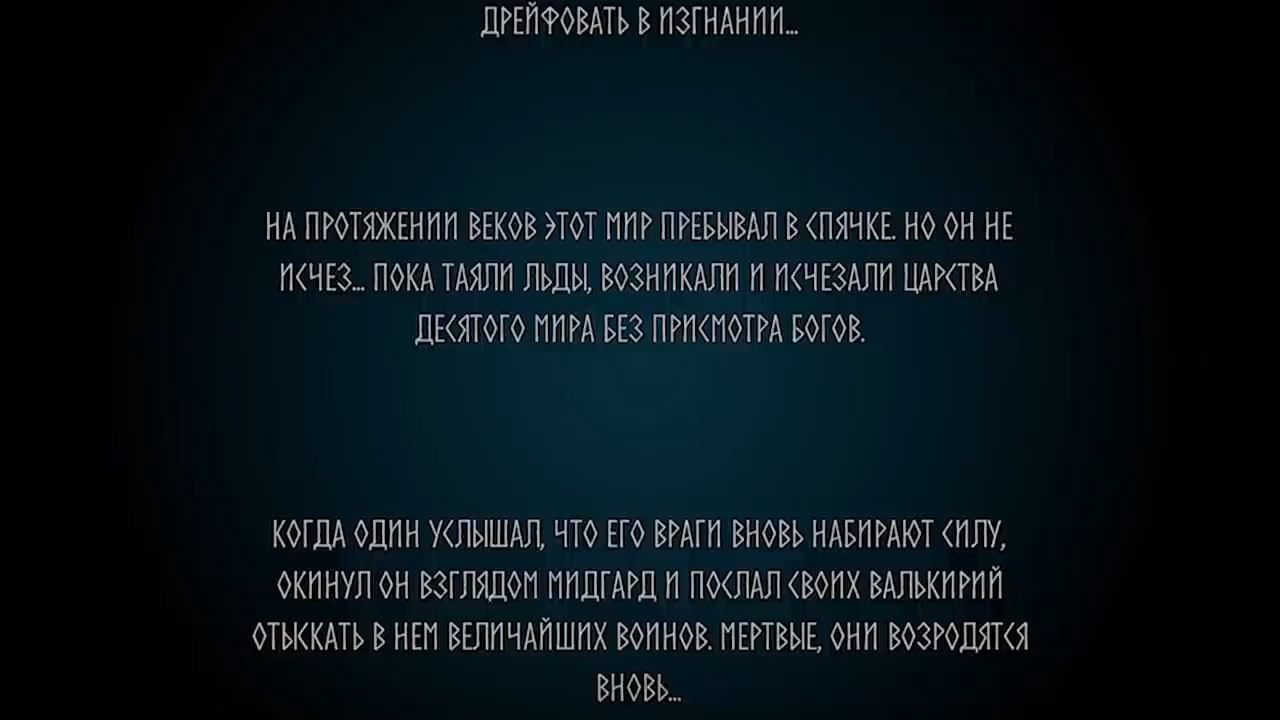 ДРЕЙФОВАТЬ В ИЗГНАНИИ...
НА ПРОТЯЖЕНИИ ВЕКОВ ЭТОТ МИР ПРЕБЫВАЛ В СПЯЧКЕ. НО ОН НЕ
ИСЧЕЗ... ПОКА ТАЯЛИ ЛЬДЫ, ВОЗНИКАЛИ И ИСЧЕЗАЛИ ЦАРСТВА
ДЕСЯТОГО МИРА БЕЗ ПРИСМОТРА БОГОВ.
КОГДА ОДИН УСЛЫШАЛ, ЧТО ЕГО ВРАГИ ВНОВЬ НАБИРАЮТ СИЛУ,
ОКИНУЛ ОН ВЗГЛЯДОМ МИДГАРД И ПОСЛАЛ СВОИХ ВАЛЬКИРИЙ
ОТЫСКАТЬ В НЕМ ВЕЛИЧАЙШИХ ВОИНОВ. МЕРТВЫЕ, ОНИ ВОЗРОДЯТСЯ
ВНОВЬ...